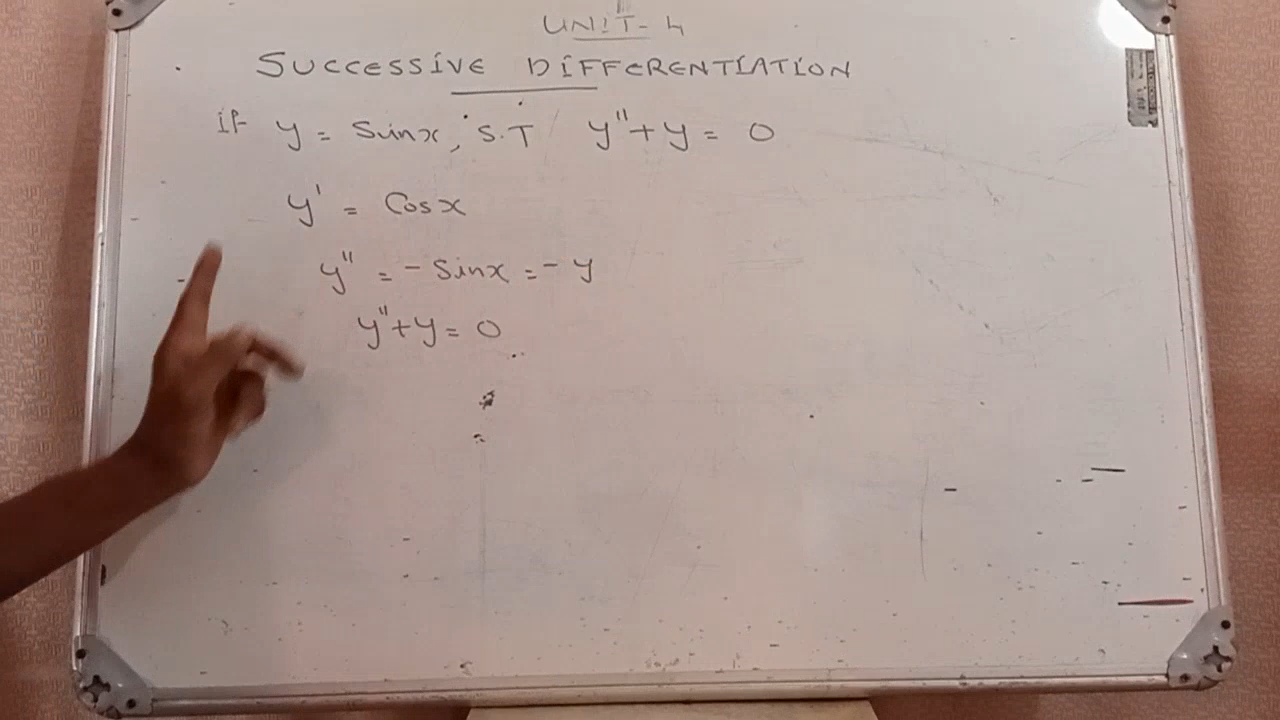 UNIT-4
SUCCESSIVE DIFFERENTIATION
if y = Sinx, S.T y''+y= 0
y' = Cosx
y'' = - Sinx = - y
y''+y= 0